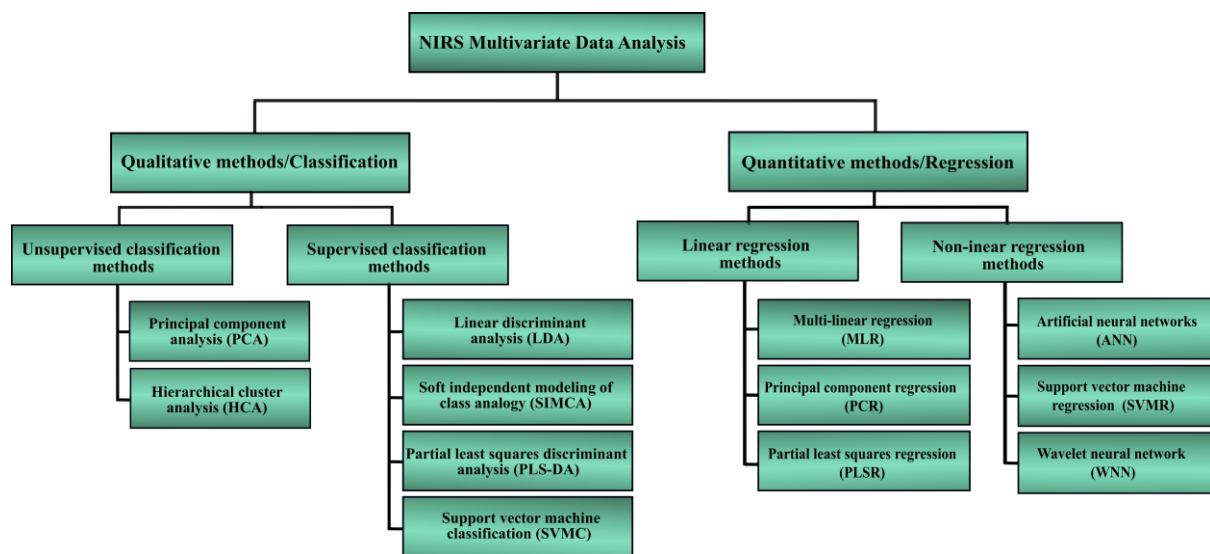 NIRS Multivariate Data Analysis
Qualitative methods/Classification
Quantitative methods/Regression
Unsupervised classification
methods
Supervised classification
methods
Linear regression
methods
Non-inear regression
methods
Principal component
analysis (PCA)
Hierarchical cluster
analysis (HCA)
Linear discriminant
analysis (LDA)
Soft independent modeling of
class analogy (SIMCA)
Partial least squares discriminant
analysis (PLS-DA)
Support vector machine
classification (SVMC)
Multi-linear regression
(MLR)
Principal component regression
(PCR)
Partial least squares regression
(PLSR)
Artificial neural networks
(ANN)
Support vector machine
regression (SVMR)
Wavelet neural network
(WNN)